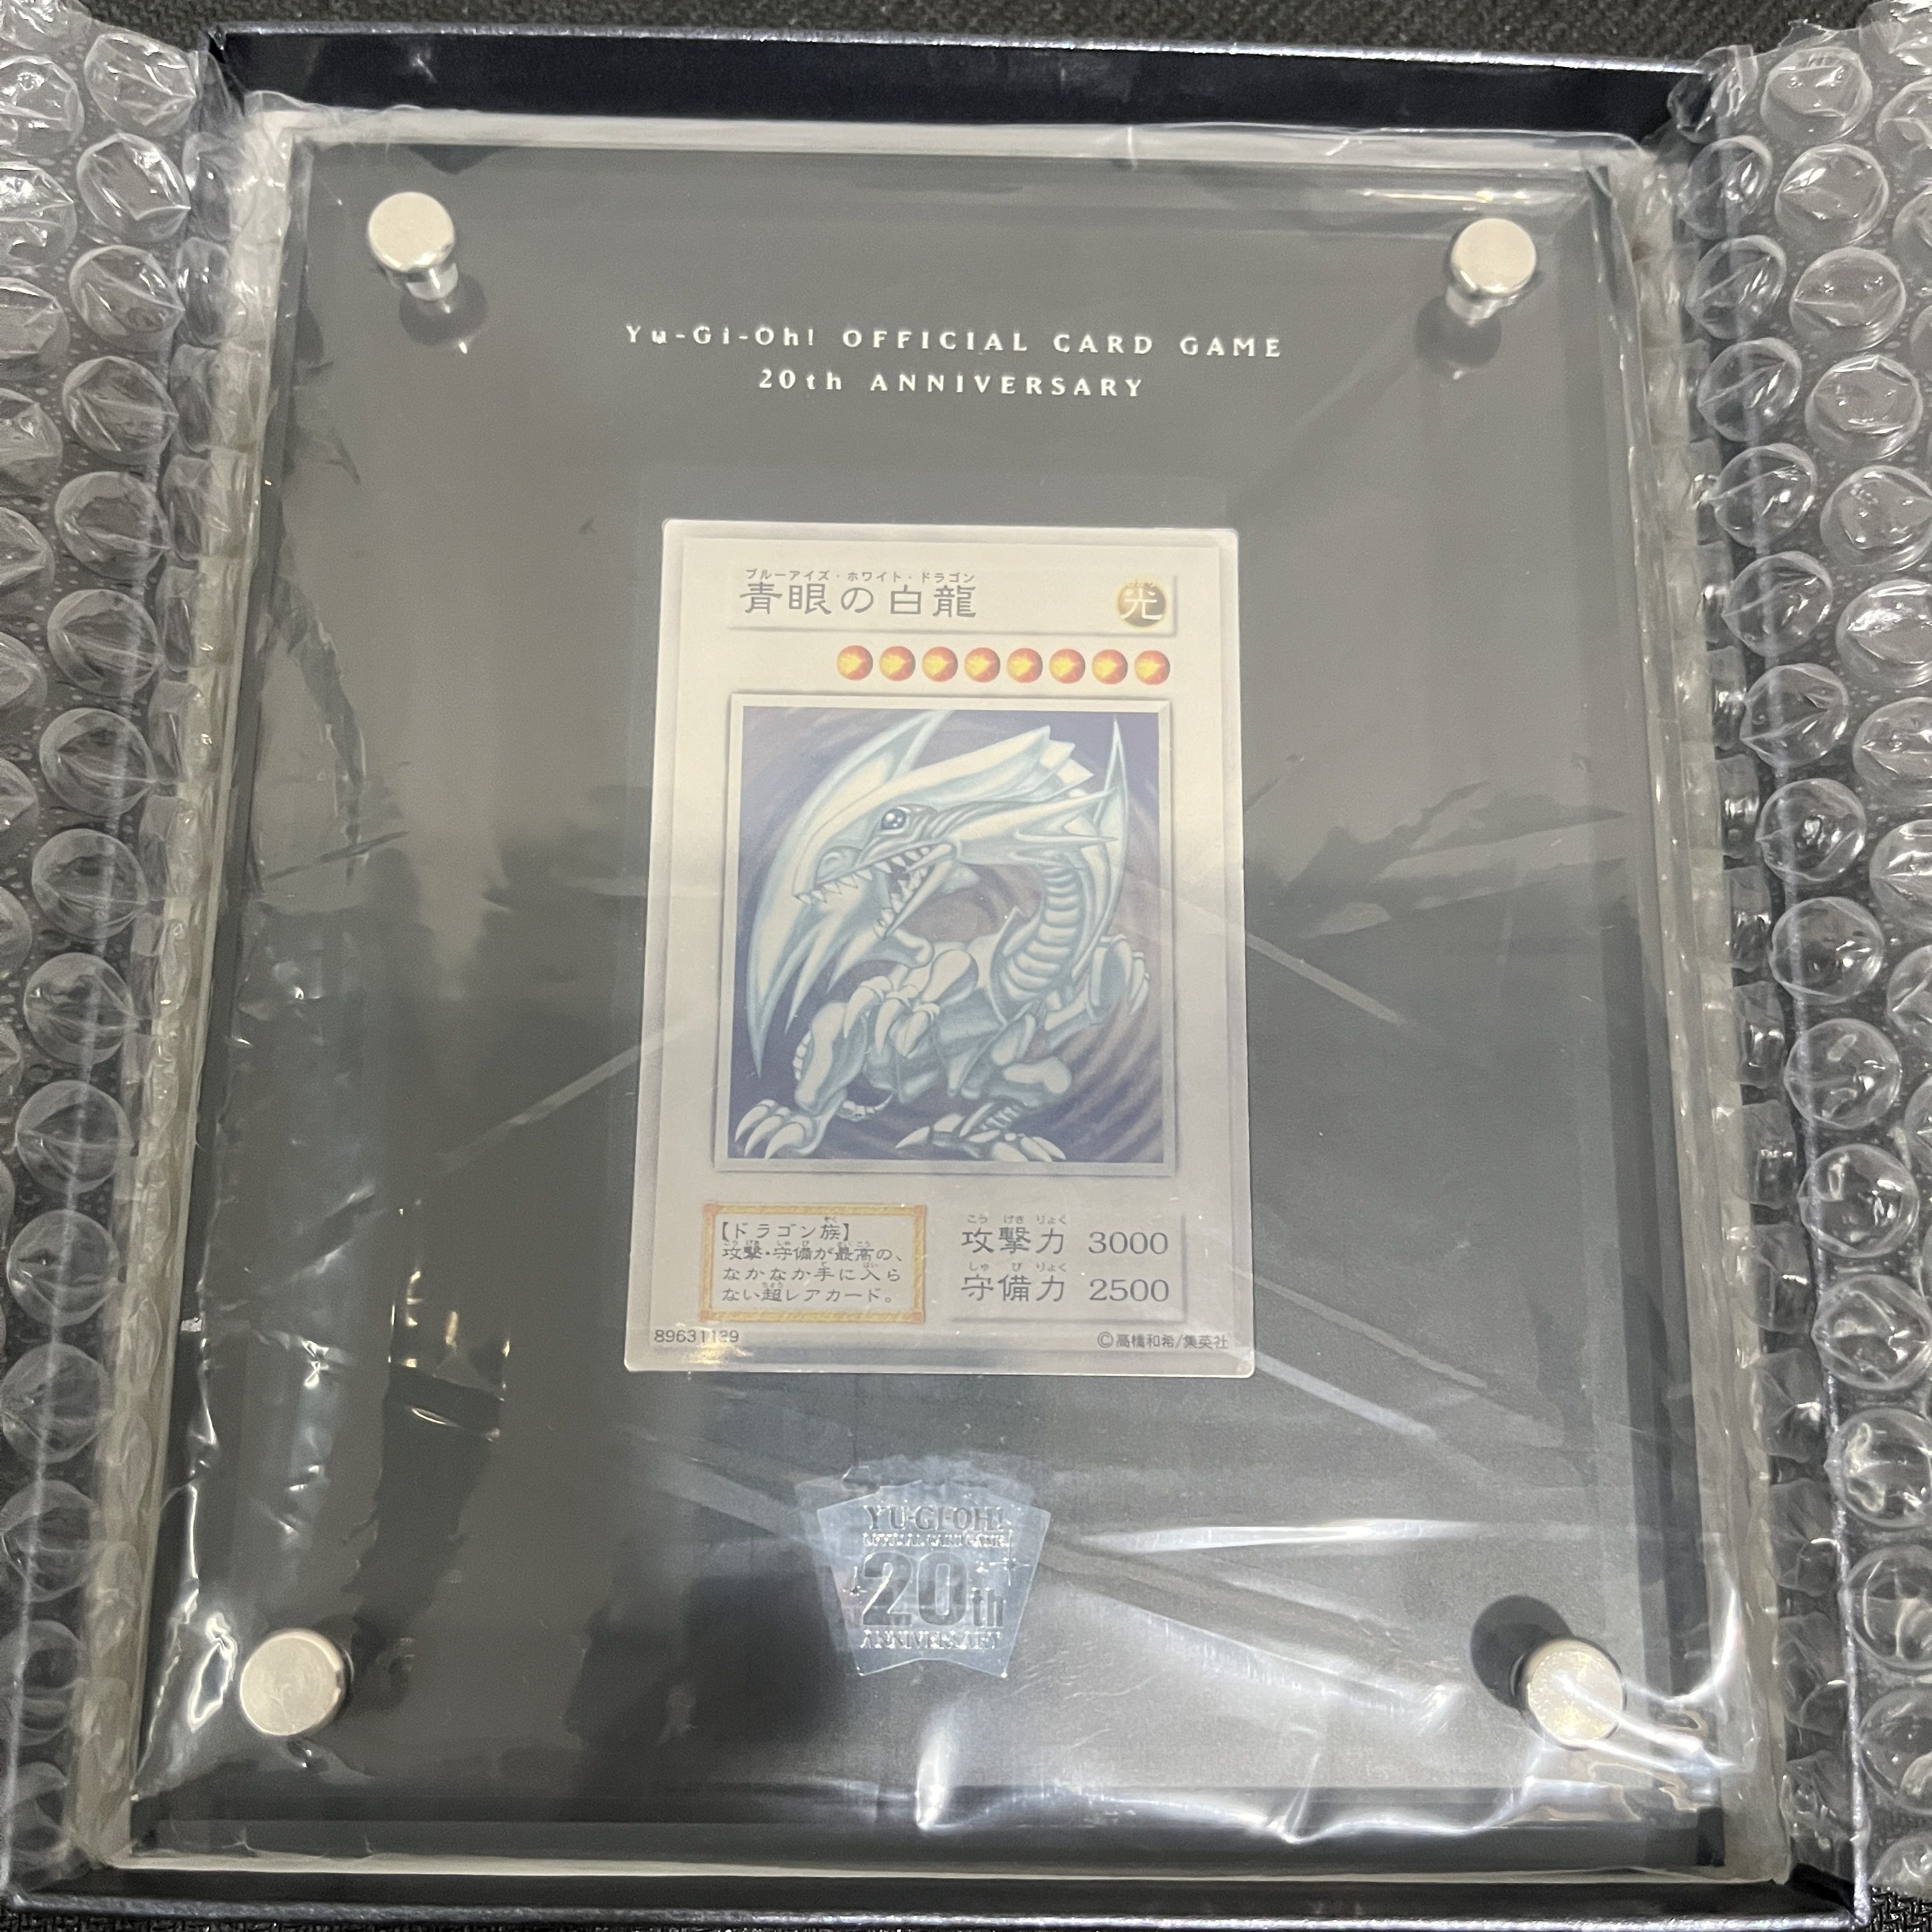 Yu-Gi-Oh! OFFICIAL CARD GAME
20th ANNIVERSARY
ブルーアイズ・ホワイト・ドラゴン
青眼の白龍
光
【ドラゴン族】
攻撃・守備が最高の、
なかなか手に入ら
ない超レアカード。
こう げき りょく
攻撃力 3000
しゅ び りょく
守備力 2500
89631139
©高橋和希/集英社
YU-GI-OH!
OFFICIAL CARD GAME
20th
ANNIVERSARY